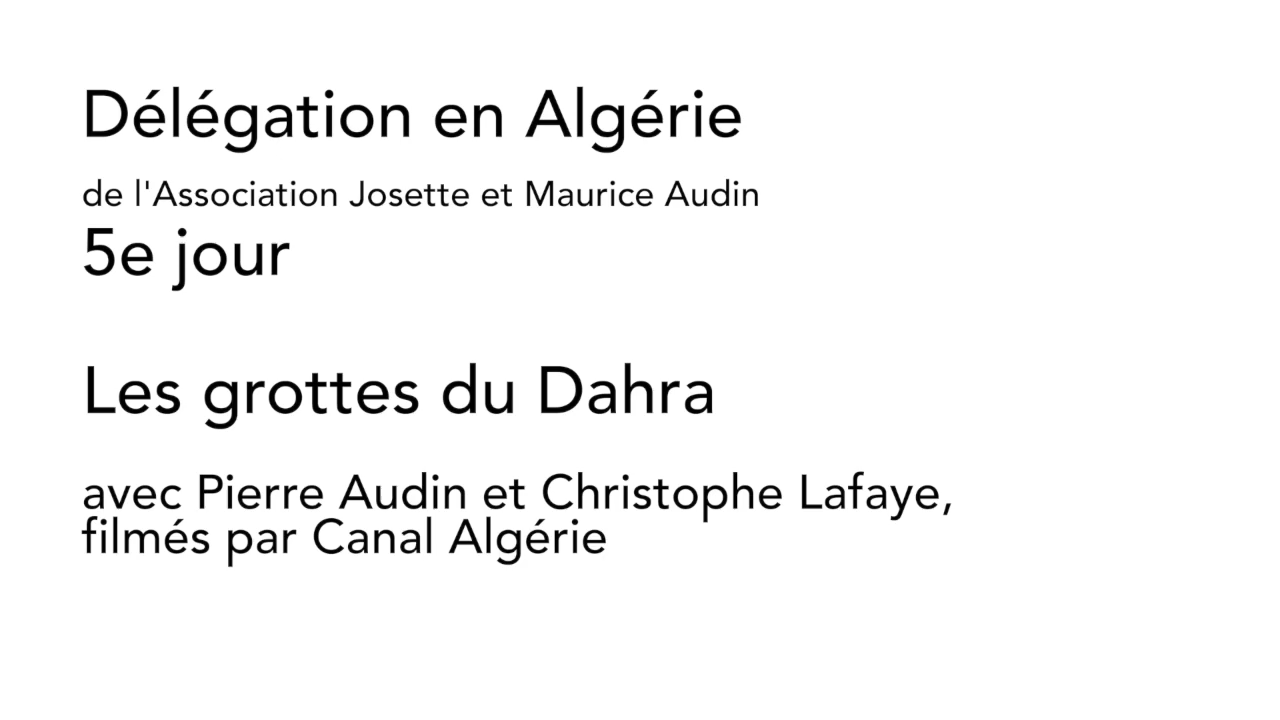 Délégation en Algérie
de l'Association Josette et Maurice Audin
5e jour
Les grottes du Dahra
avec Pierre Audin et Christophe Lafaye,
filmés par Canal Algérie